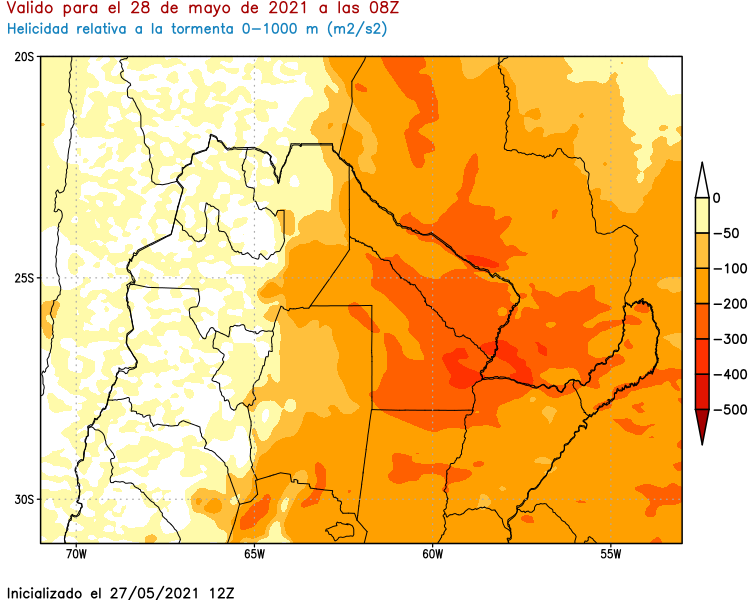 Valido para el 28 de mayo de 2021 a las 08Z
Helicidad relativa a la tormenta 0−1000 m (m2/s2)
20S
25S
30S
70W
65W
60W
55W
0
−50
−100
−200
−300
−400
−500
Inicializado el 27/05/2021 12Z